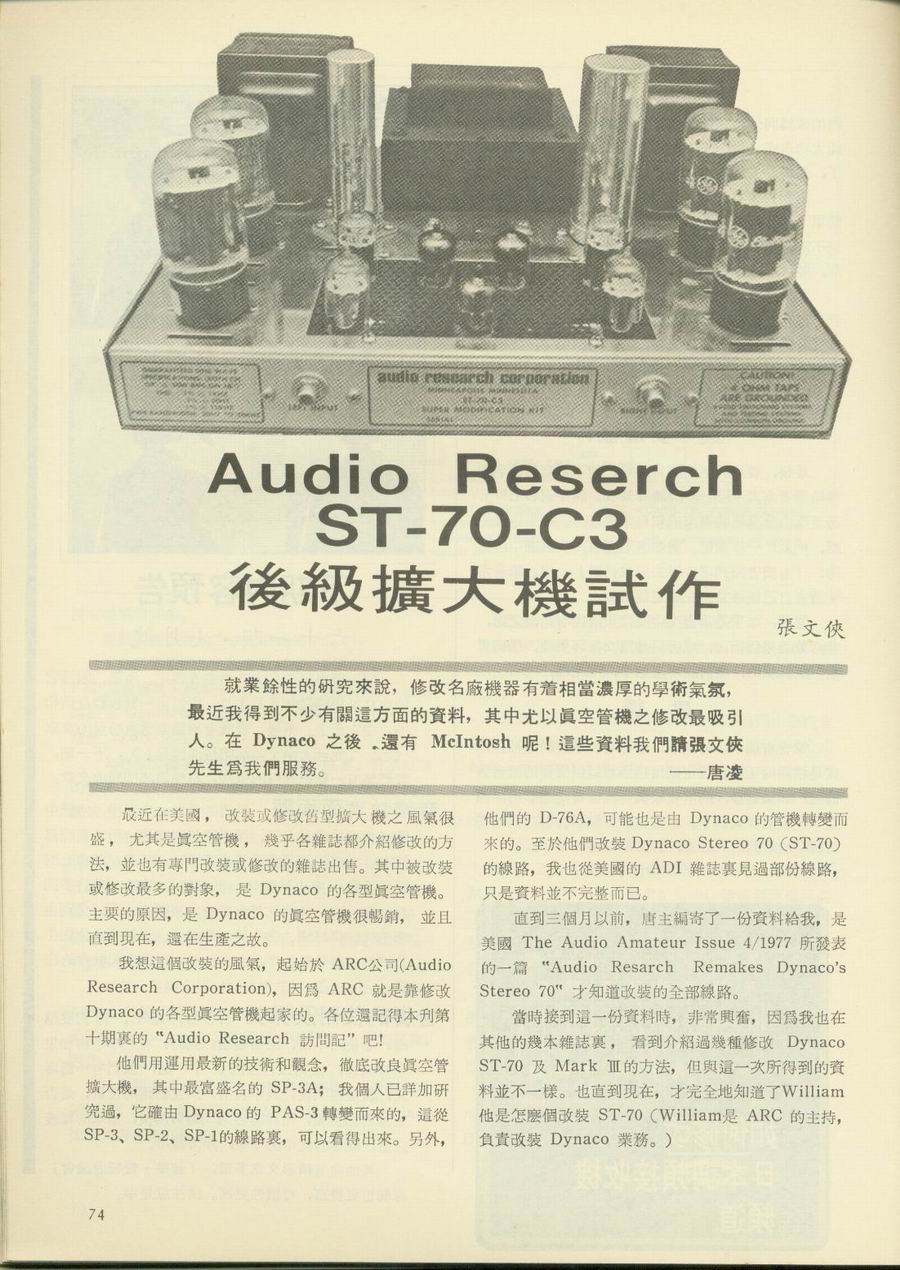 GUARANTEED SINE WAVE
audio research corporation
MINNEAPOLIS MINNESOTA
ST-70-C3
SUPER MODIFICATION KIT
SERIAL
LEFT INPUT
RIGHT INPUT
CAUTION!
4 OHM TAPS
ARE GROUNDED
Audio Reserch
ST-70-C3
後級擴大機試作
張文俠
就業餘性的研究來說，修改名廠機器有着相當濃厚的學術氣氛，
最近我得到不少有關這方面的資料，其中尤以眞空管機之修改最吸引
人。在 Dynaco 之後 . 還有 McIntosh 呢！這些資料我們請張文俠
先生爲我們服務。 ——唐凌
最近在美國， 改裝或修改舊型擴大機之風氣很
盛， 尤其是眞空管機， 幾乎各雜誌都介紹修改的方
法，並也有專門改裝或修改的雜誌出售。其中被改裝
或修改最多的對象， 是 Dynaco 的各型眞空管機。
主要的原因，是 Dynaco 的眞空管機很暢銷， 並且
直到現在，還在生產之故。
我想這個改裝的風氣，起始於 ARC公司(Audio
Research Corporation)，因爲 ARC 就是靠修改
Dynaco 的各型眞空管機起家的。各位還記得本刋第
十期裏的 “Audio Research 訪問記” 吧!
他們用運用最新的技術和觀念，徹底改良眞空管
擴大機， 其中最富盛名的 SP-3A；我個人已詳加研
究過，它確由 Dynaco 的 PAS-3 轉變而來的，這從
SP-3、SP-2、SP-1的線路裏，可以看得出來。另外，
他們的 D-76A，可能也是由 Dynaco 的管機轉變而
來的。至於他們改裝 Dynaco Stereo 70（ST-70）
的線路，我也從美國的 ADI 雜誌裏見過部份線路，
只是資料並不完整而已。
直到三個月以前，唐主編寄了一份資料給我，是
美國 The Audio Amateur Issue 4/1977 所發表
的一篇 “Audio Resarch Remakes Dynaco's
Stereo 70“ 才知道改裝的全部線路。
當時接到這一份資料時，非常興奮，因爲我也在
其他的幾本雜誌裏， 看到介紹過幾種修改 Dynaco
ST-70 及 Mark Ⅲ的方法，但與這一次所得到的資
料並不一樣。也直到現在，才完全地知道了William
他是怎麽個改裝 ST-70（William是 ARC 的主持，
負責改裝 Dynaco 業務。）
74